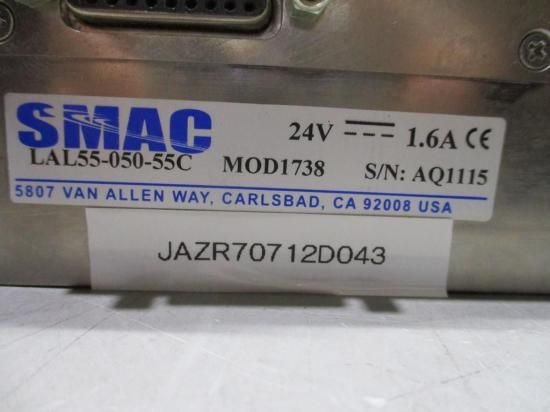 SMAC
24V 1.6A CE
LAL55-050-55C MOD1738 S/N: AQ1115
5807 VAN ALLEN WAY, CARLSBAD, CA 92008 USA
JAZR70712D043